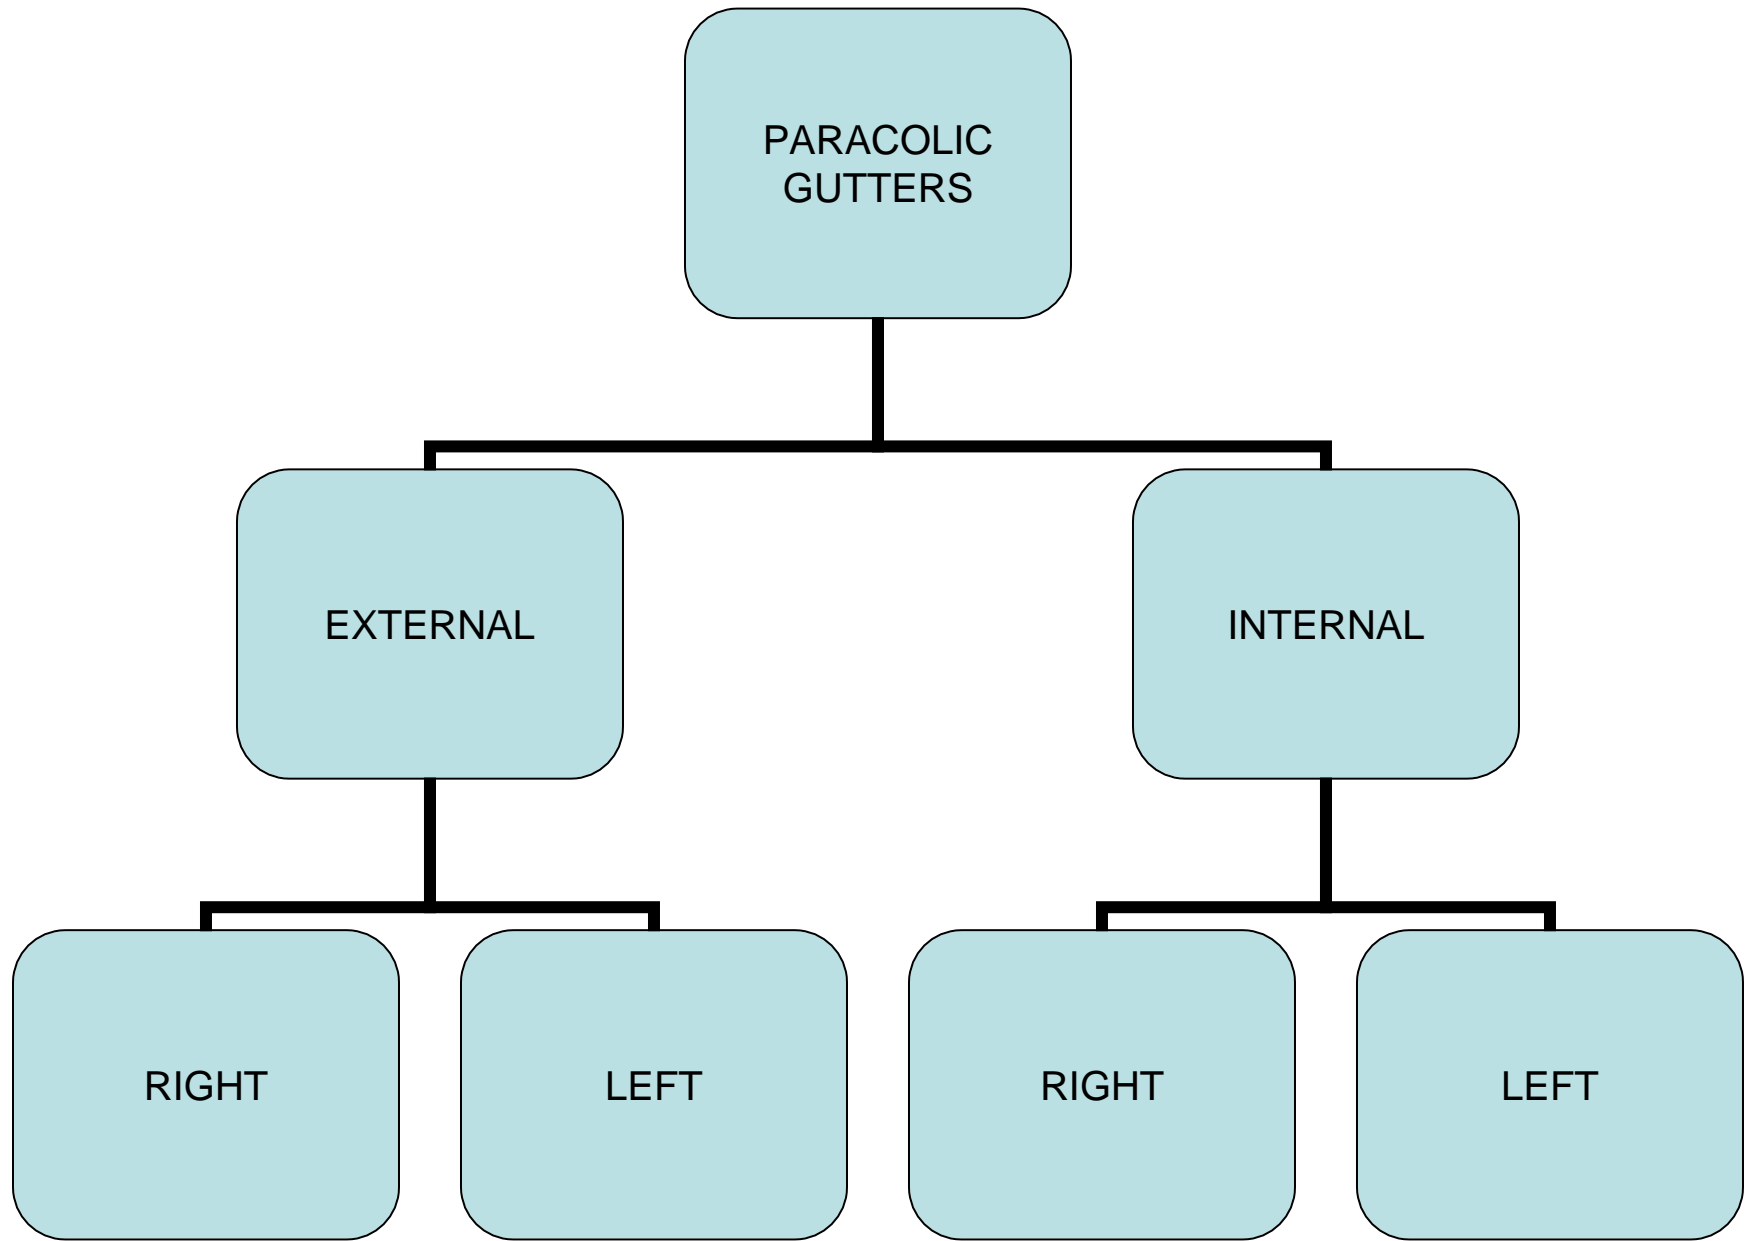 PARACOLIC
GUTTERS
EXTERNAL
INTERNAL
RIGHT
LEFT
RIGHT
LEFT